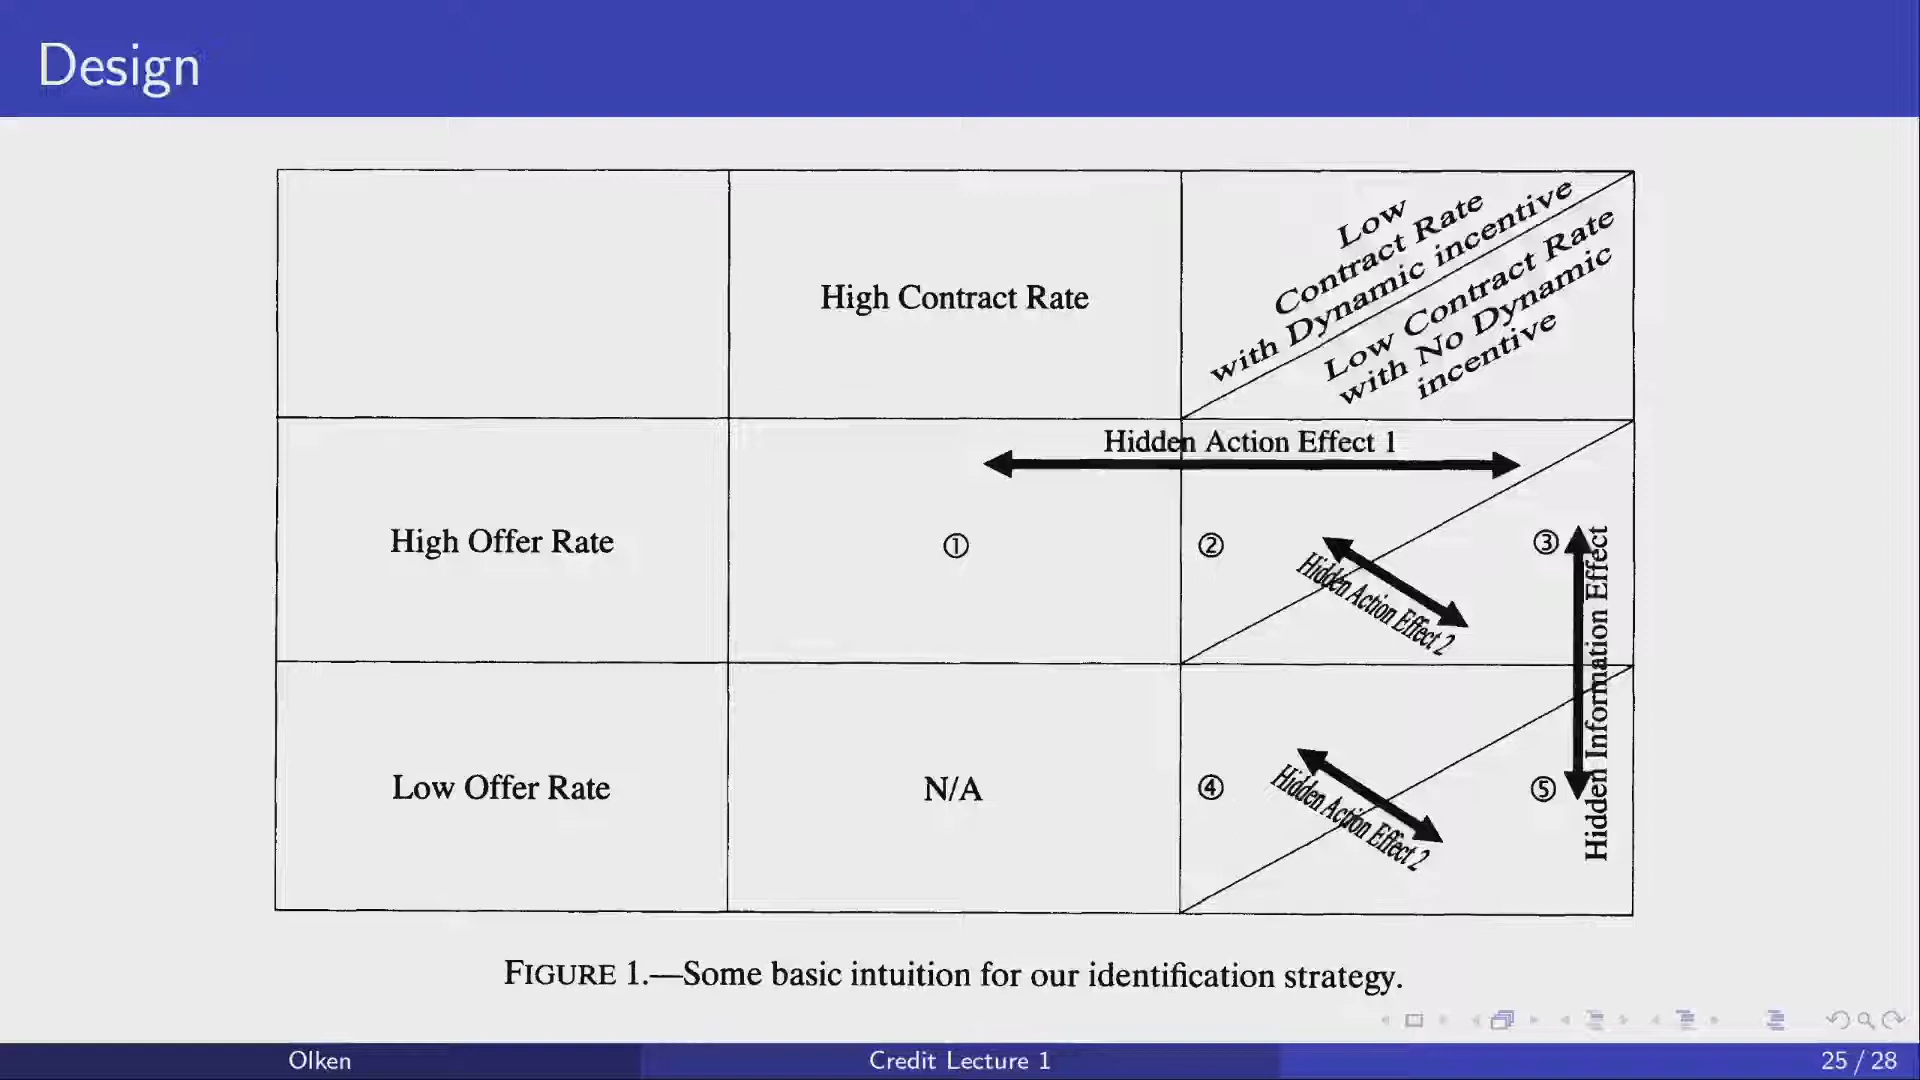 Design
Low
Contract Rate
with Dynamic incentive
Low Contract Rate
with No Dynamic
incentive
High Contract Rate
Hidden Action Effect 1
High Offer Rate
①
②
Hidden Action Effect 2
③
Hidden Information Effect
Low Offer Rate
N/A
④
Hidden Action Effect 2
⑤
FIGURE 1.—Some basic intuition for our identification strategy.
Olken
Credit Lecture 1
25 / 28